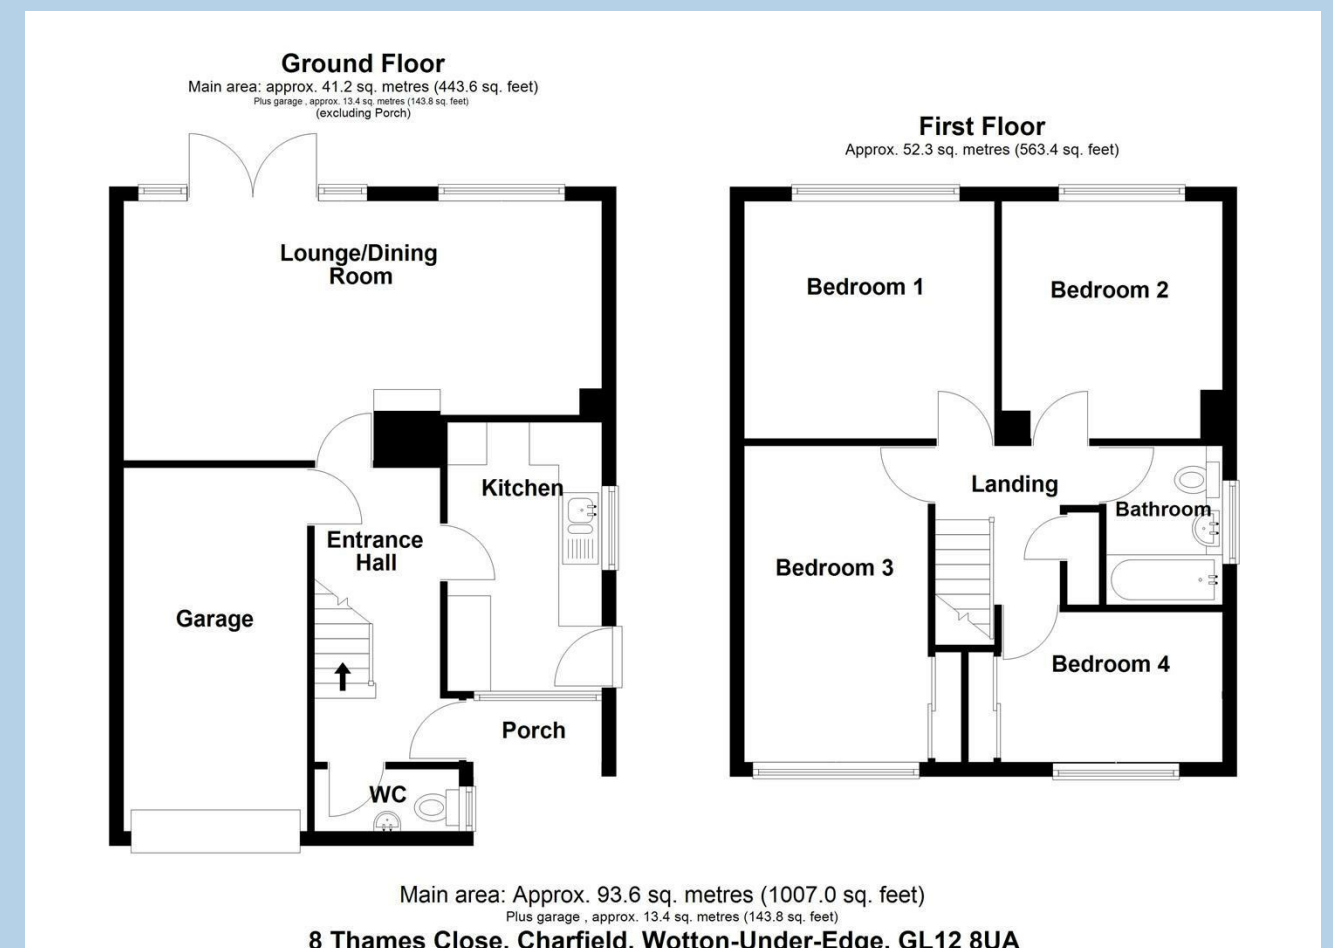 Ground Floor
Main area: approx. 41.2 sq. metres (443.6 sq. feet)
Plus garage , approx. 13.4 sq. metres (143.8 sq. feet)
(excluding Porch)
Lounge/Dining
Room
Kitchen
Entrance
Hall
Garage
Porch
WC
First Floor
Approx. 52.3 sq. metres (563.4 sq. feet)
Bedroom 1
Bedroom 2
Landing
Bathroom
Bedroom 3
Bedroom 4
Main area: Approx. 93.6 sq. metres (1007.0 sq. feet)
Plus garage , approx. 13.4 sq. metres (143.8 sq. feet)
8 Thames Close, Charfield, Wotton-Under-Edge, GL12 8UA